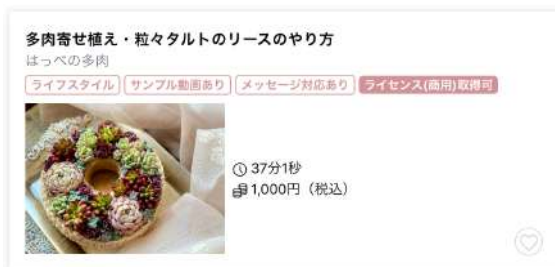 多肉寄せ植え・粒々タルトのリースのやり方
はっぺの多肉
ライフスタイル サンプル動画あり メッセージ対応あり ライセンス(商用)取得可
37分1秒
1,000円（税込）